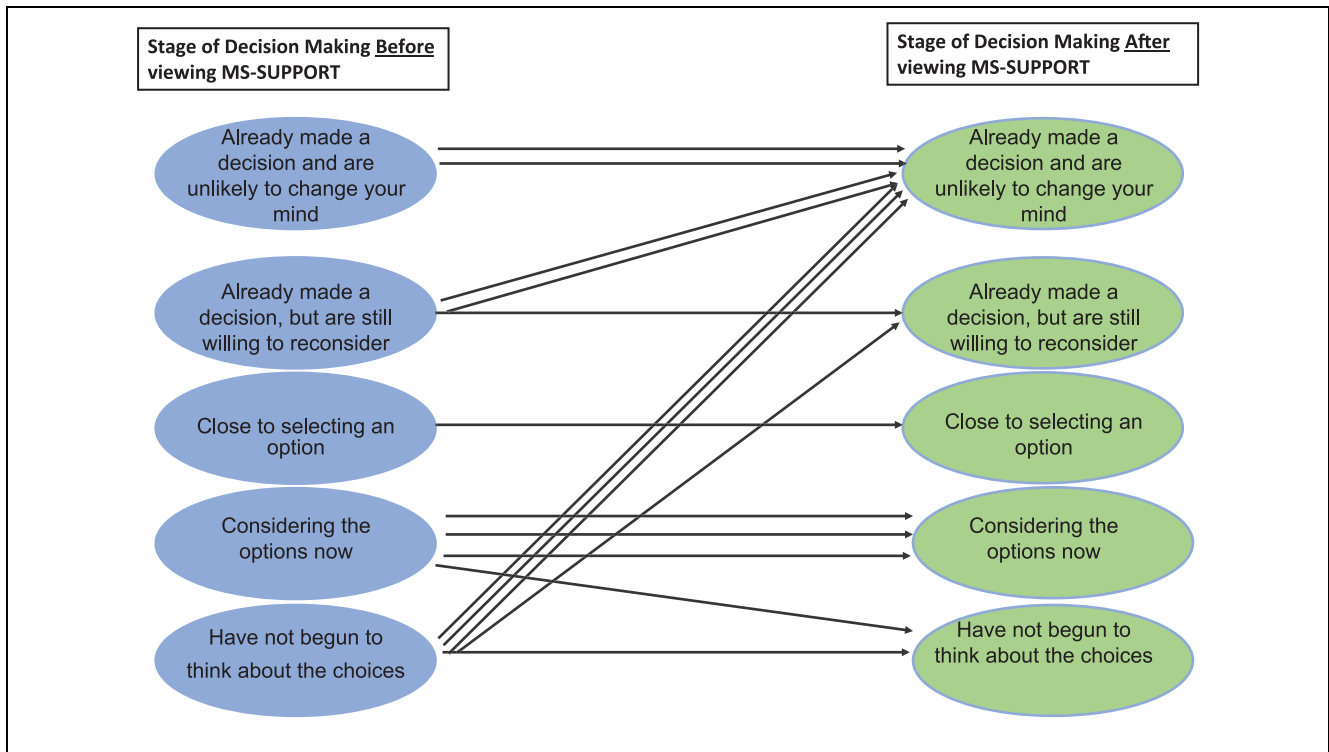 Stage of Decision Making Before
viewing MS-SUPPORT
Stage of Decision Making After
viewing MS-SUPPORT
Already made a
decision and are
unlikely to change your
mind
Already made a
decision and are
unlikely to change your
mind
Already made a
decision, but are still
willing to reconsider
Already made a
decision, but are still
willing to reconsider
Close to selecting an
option
Close to selecting an
option
Considering the
options now
Considering the
options now
Have not begun to
think about the choices
Have not begun to
think about the choices